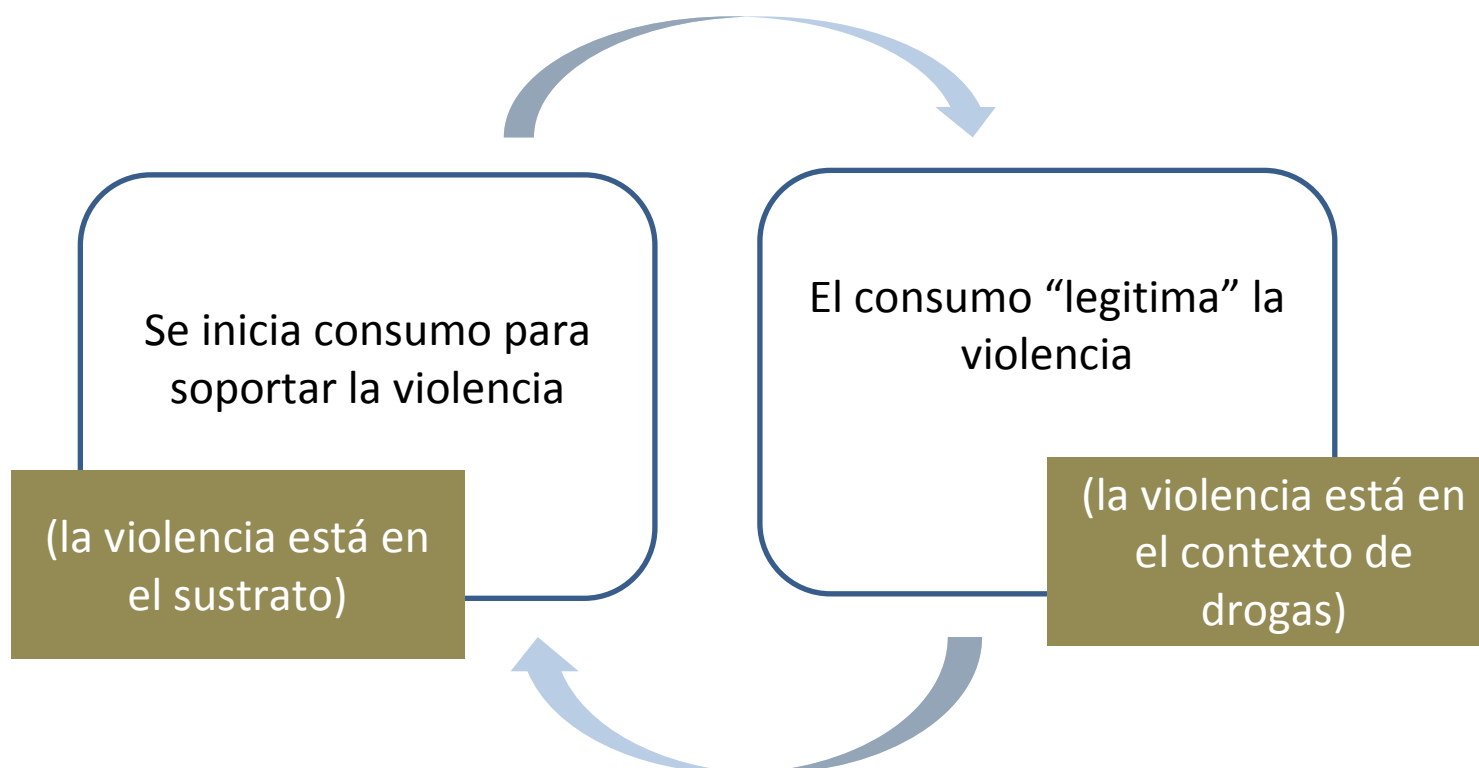 Se inicia consumo para
soportar la violencia
(la violencia está en
el sustrato)
El consumo “legitima” la
violencia
(la violencia está en
el contexto de
drogas)